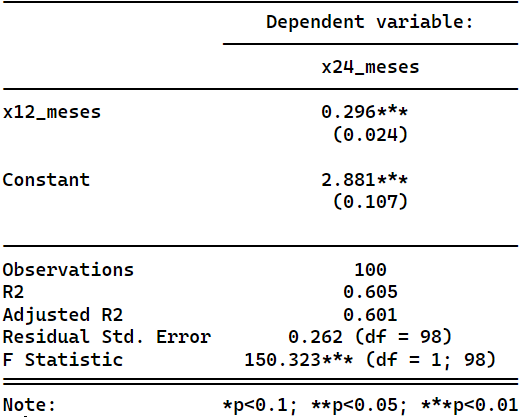 Dependent variable:
x24_meses
x12_meses 0.296***
(0.024)
Constant 2.881***
(0.107)
Observations 100
R2 0.605
Adjusted R2 0.601
Residual Std. Error 0.262 (df = 98)
F Statistic 150.323*** (df = 1; 98)
Note: *p<0.1; **p<0.05; ***p<0.01